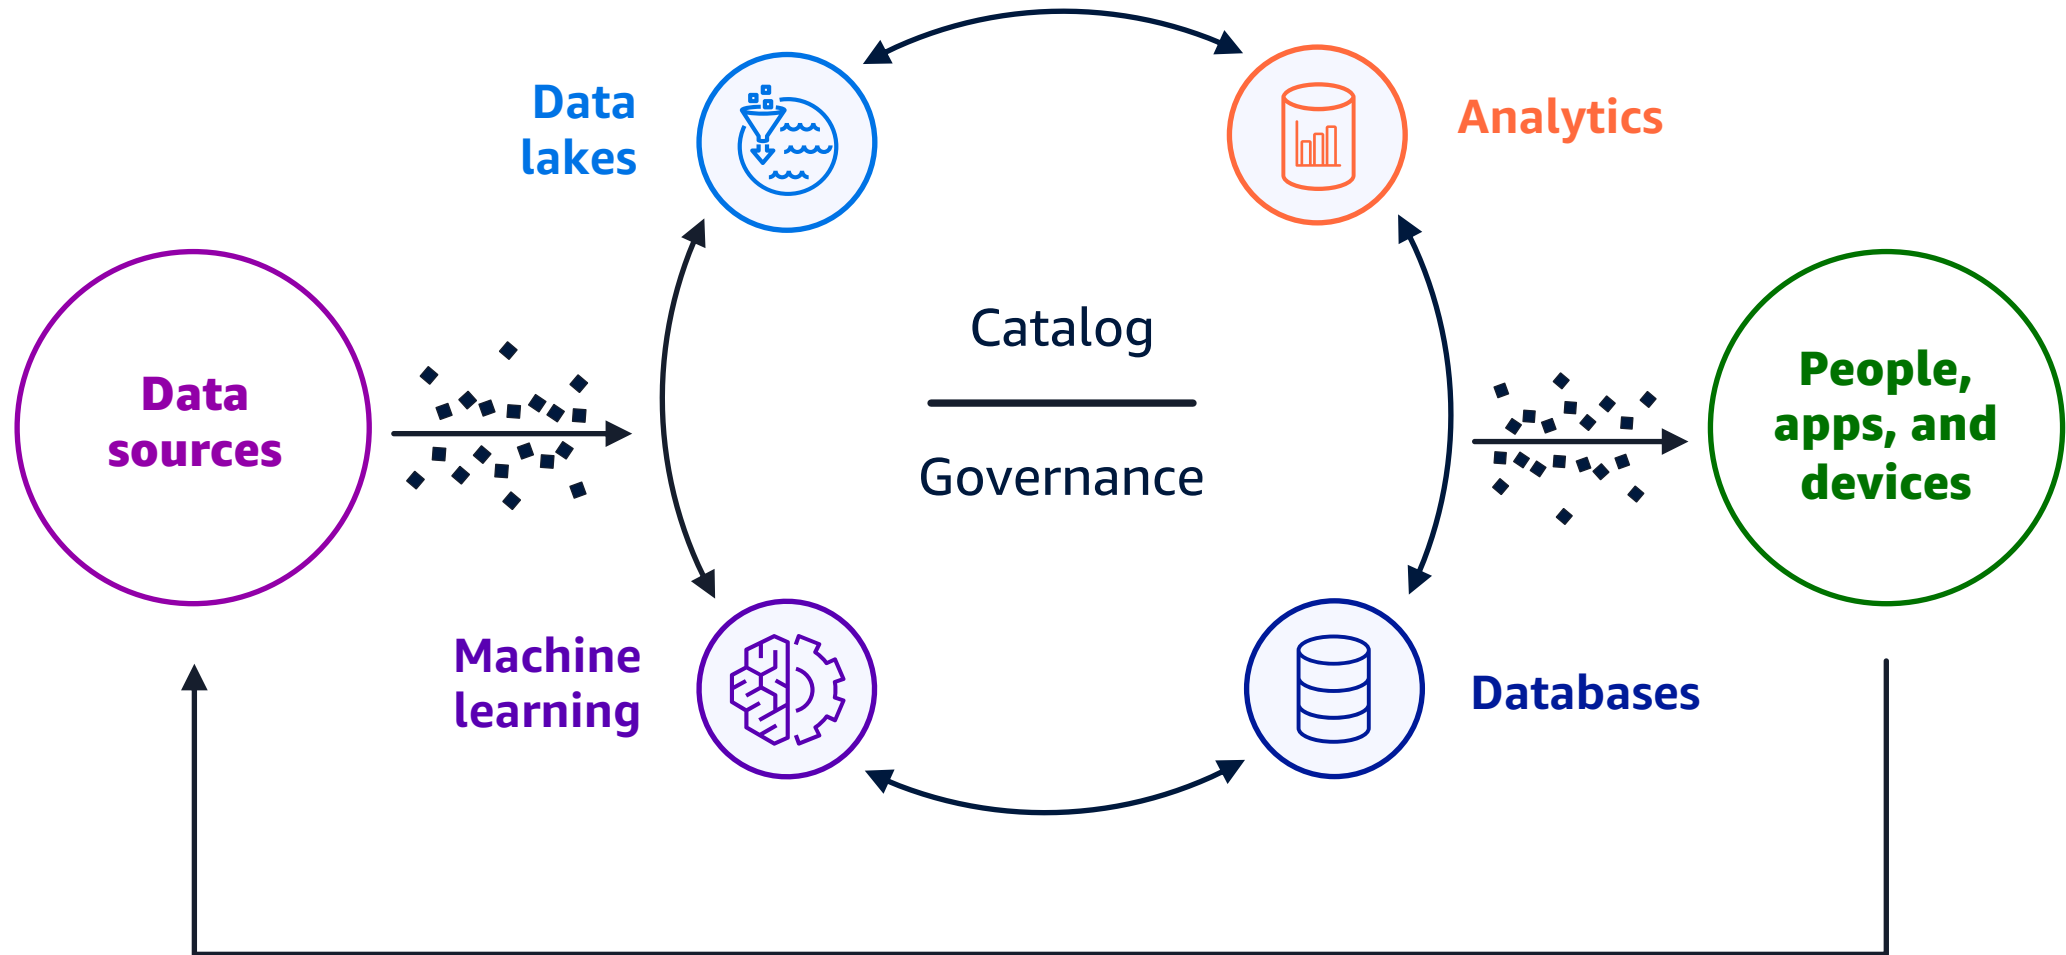 Data
lakes
Analytics
Data
sources
Catalog
Governance
People,
apps, and
devices
Machine
learning
Databases